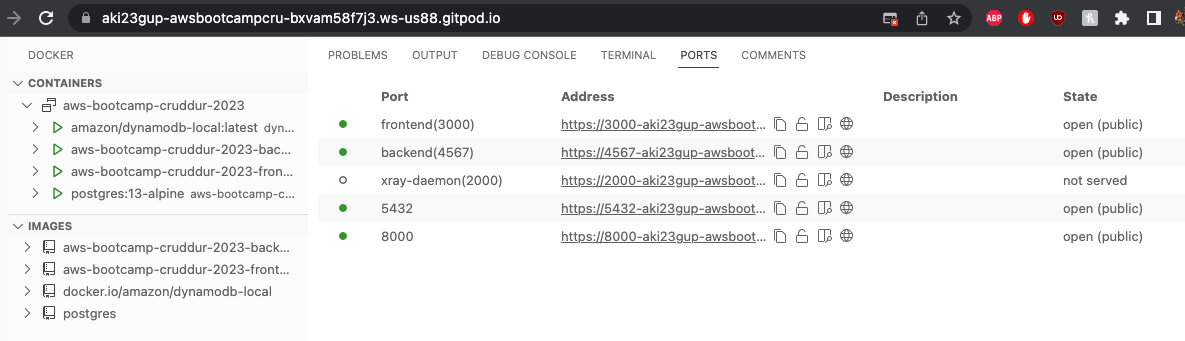 aki23gup-awsbootcampcru-bxvam58f7j3.ws-us88.gitpod.io
ABP
UD
h
DOCKER
CONTAINERS
aws-bootcamp-cruddur-2023
amazon/dynamodb-local:latest dyn...
aws-bootcamp-cruddur-2023-bac...
aws-bootcamp-cruddur-2023-fron...
postgres:13-alpine aws-bootcamp-c...
IMAGES
aws-bootcamp-cruddur-2023-back...
aws-bootcamp-cruddur-2023-front...
docker.io/amazon/dynamodb-local
postgres
PROBLEMS OUTPUT DEBUG CONSOLE TERMINAL PORTS COMMENTS
Port Address Description State
frontend(3000) https://3000-aki23gup-awsboot... open (public)
backend(4567) https://4567-aki23gup-awsboot... open (public)
xray-daemon(2000) https://2000-aki23gup-awsboot... not served
5432 https://5432-aki23gup-awsboot... open (public)
8000 https://8000-aki23gup-awsboot... open (public)